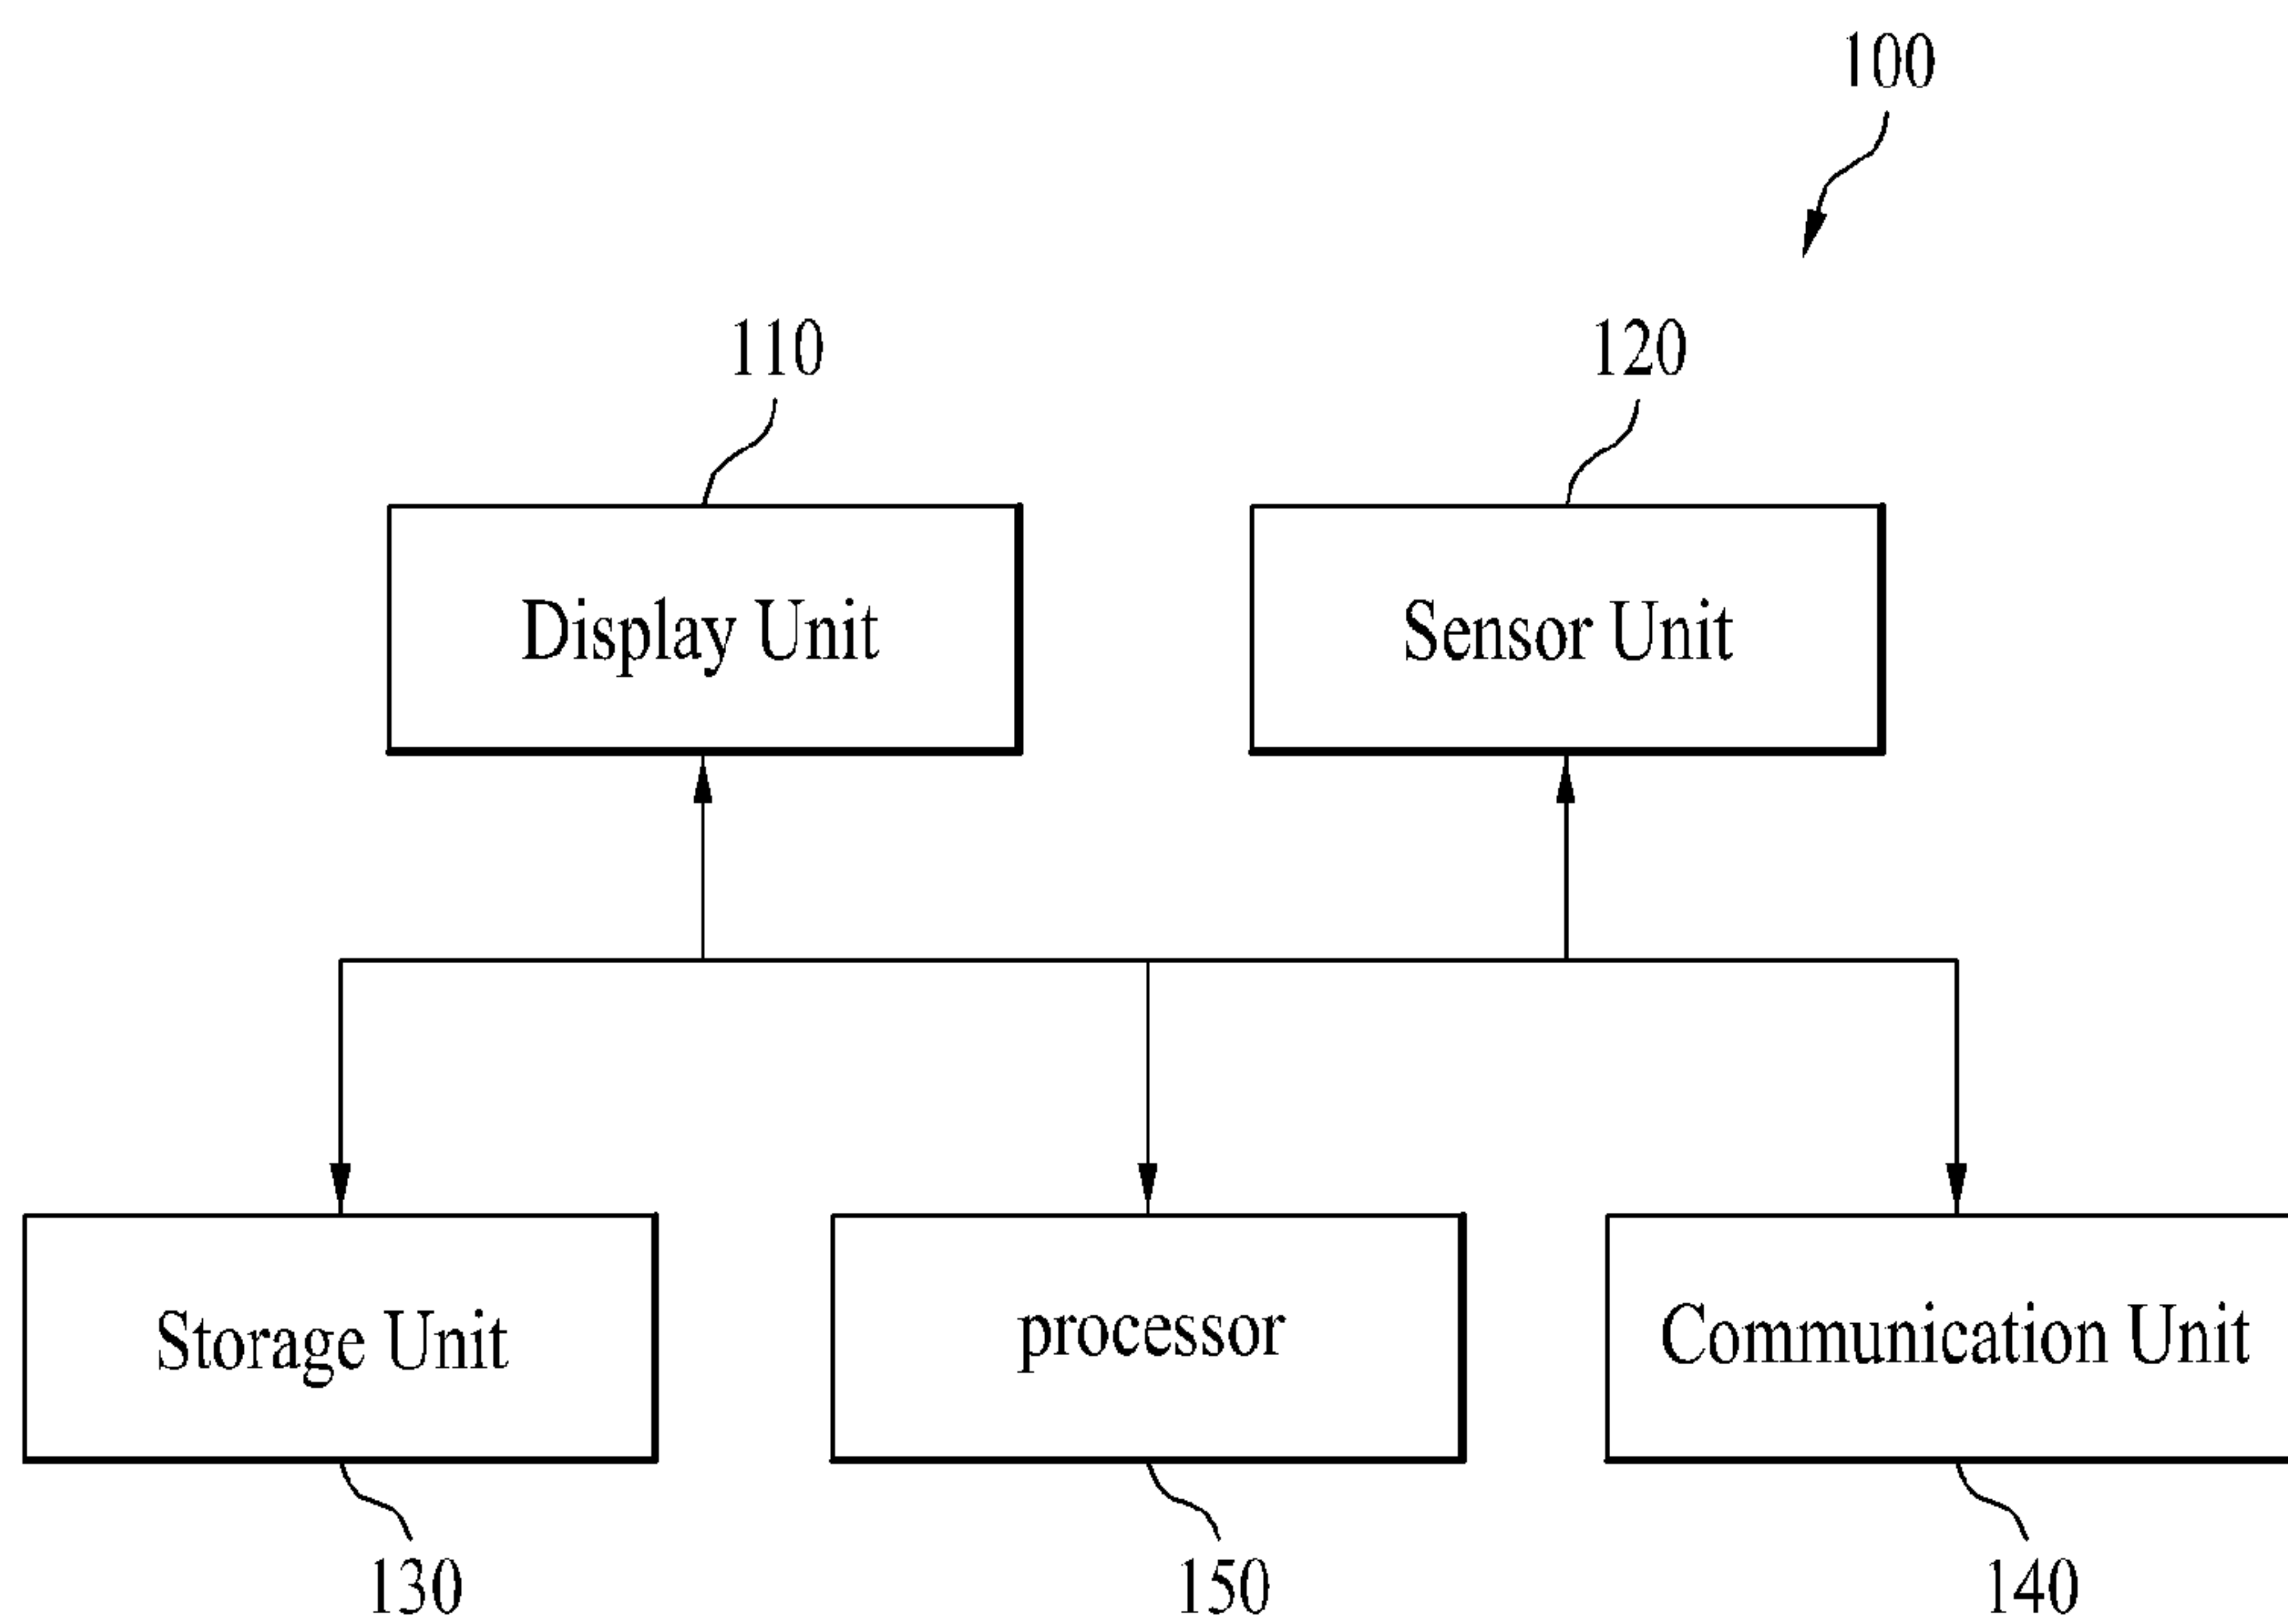 100
110
120
Display Unit
Sensor Unit
Storage Unit
processor
Communication Unit
130
150
140